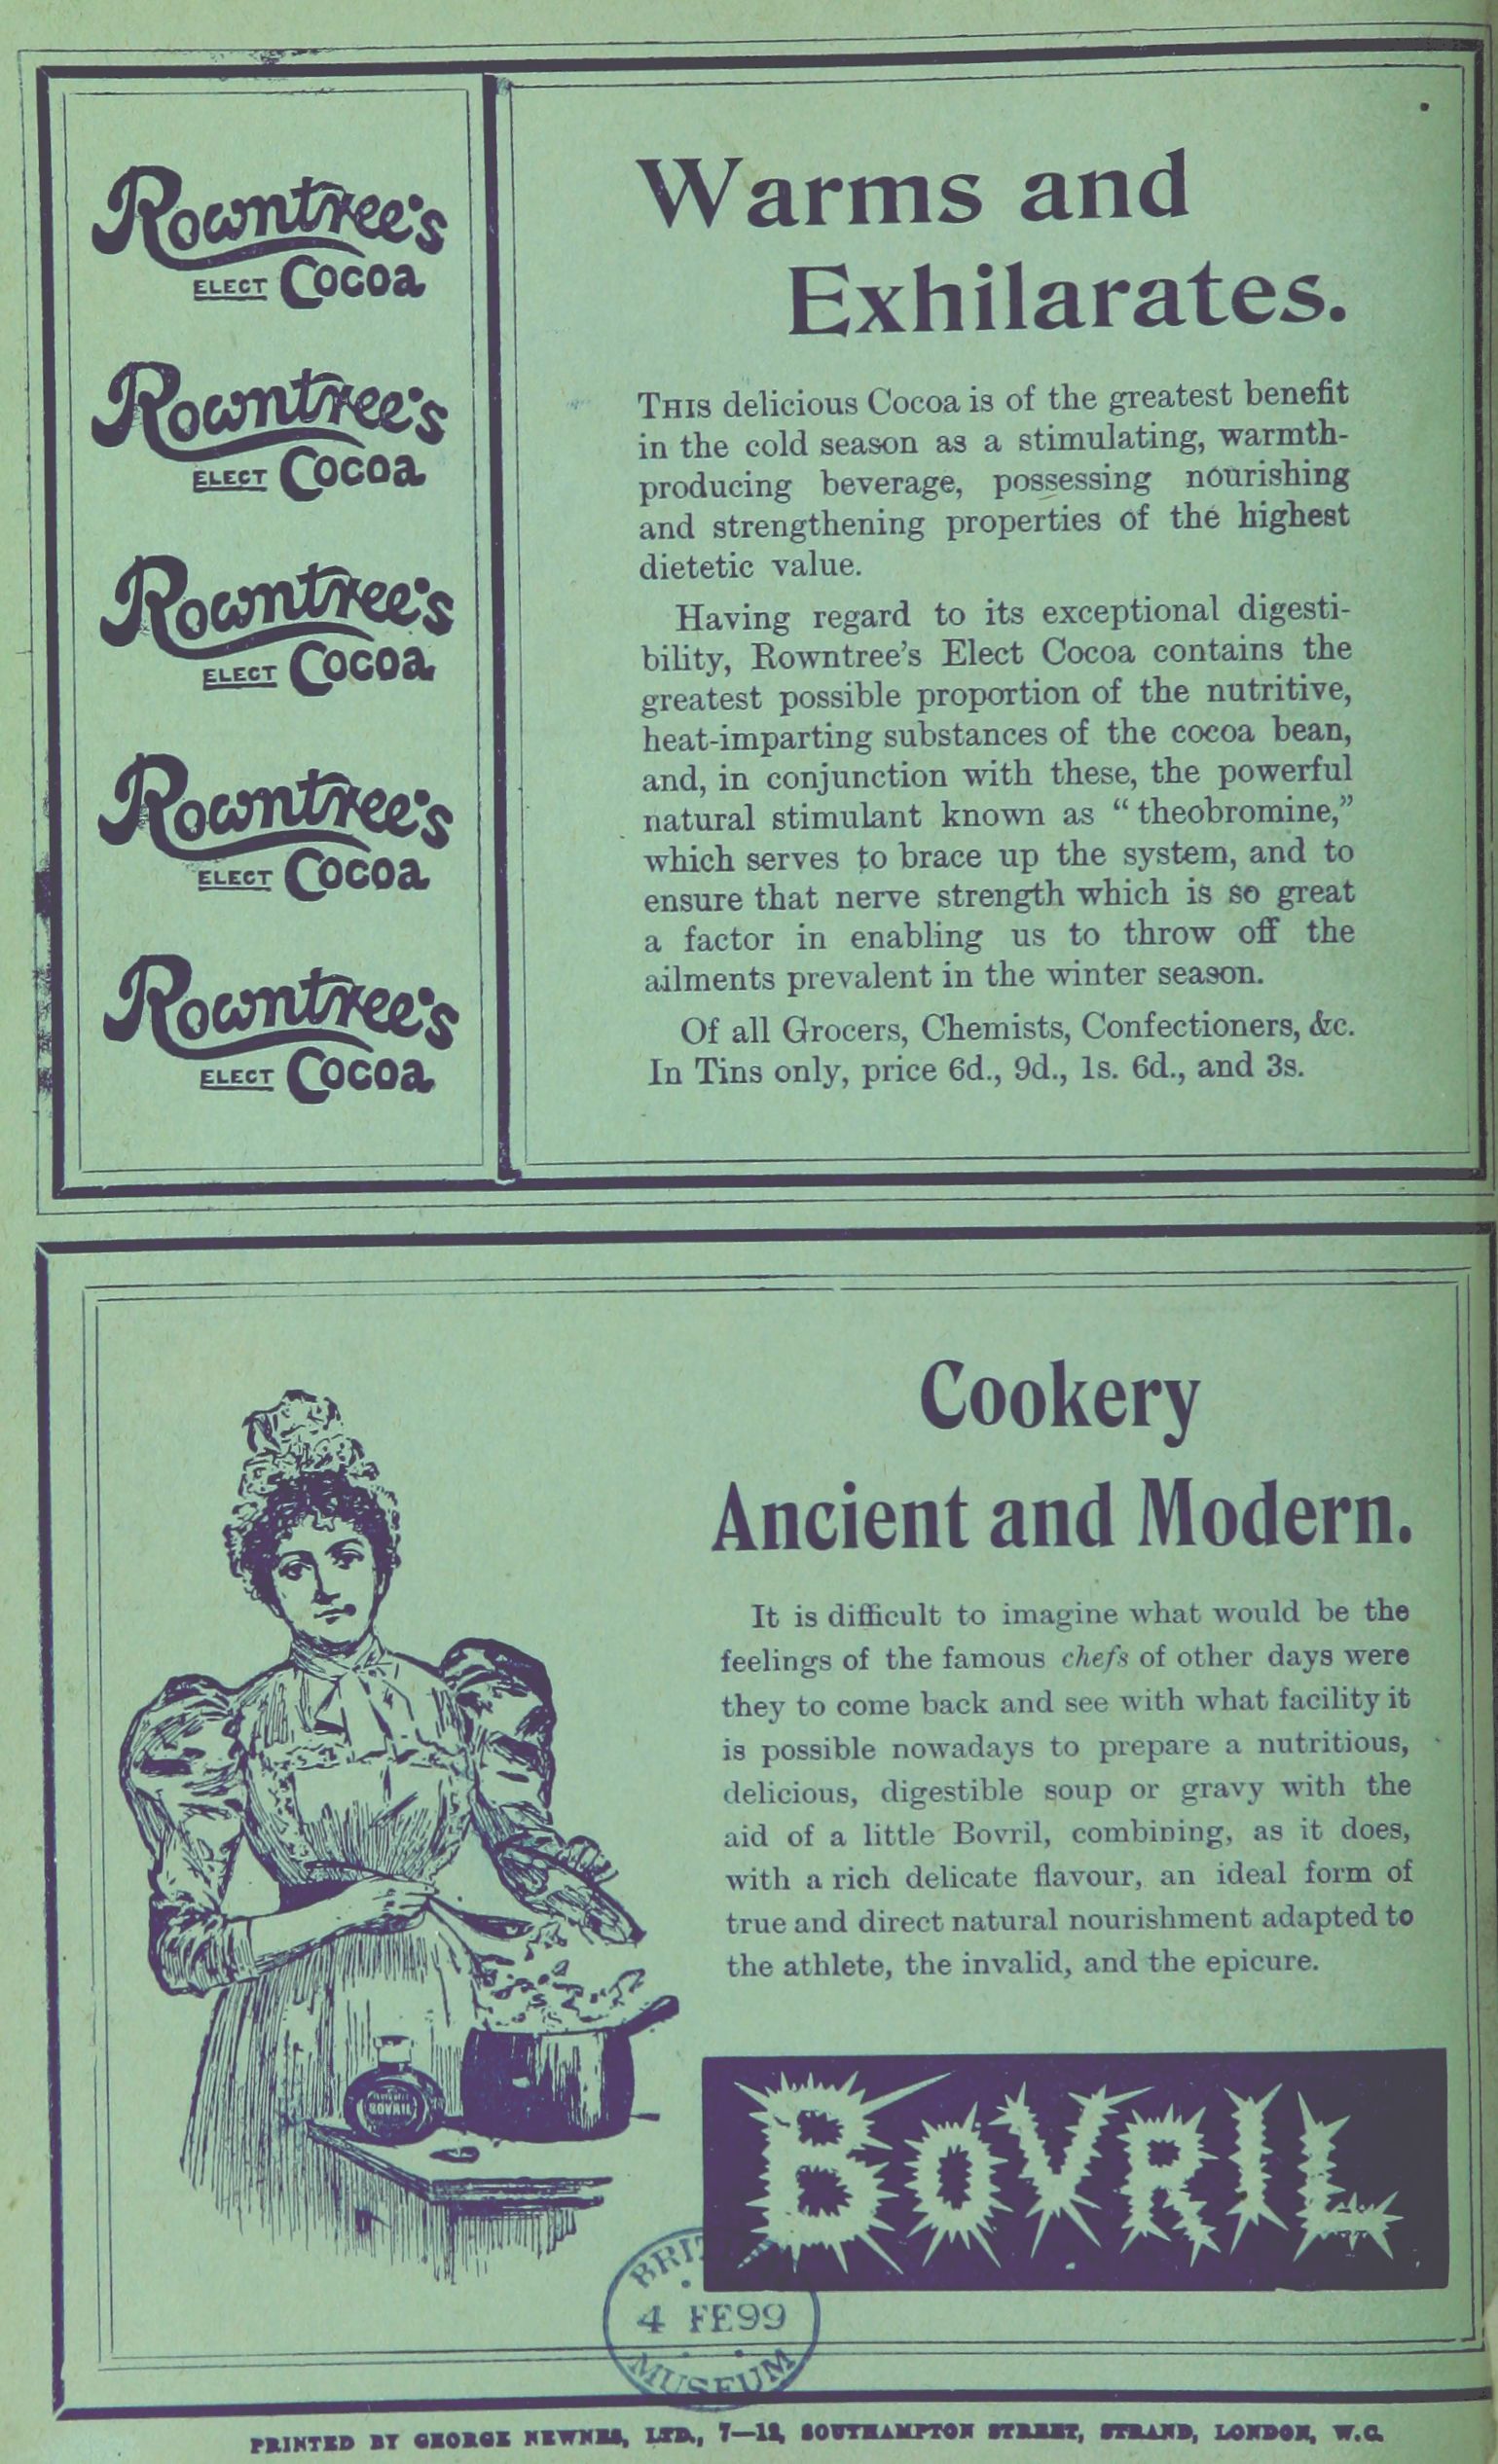 Rowntree's
ELECT Cocoa
Rowntree's
ELECT Cocoa
Rowntree's
ELECT Cocoa
Rowntree's
ELECT Cocoa
Rowntree's
ELECT Cocoa
Warms and
Exhilarates.
THIS delicious Cocoa is of the greatest benefit
in the cold season as a stimulating, warmth-
producing beverage, possessing nourishing
and strengthening properties of the highest
dietetic value.
Having regard to its exceptional digesti-
bility, Rowntree's Elect Cocoa contains the
greatest possible proportion of the nutritive,
heat-imparting substances of the cocoa bean,
and, in conjunction with these, the powerful
natural stimulant known as “theobromine,”
which serves to brace up the system, and to
ensure that nerve strength which is so great
a factor in enabling us to throw off the
ailments prevalent in the winter season.
Of all Grocers, Chemists, Confectioners, &c.
In Tins only, price 6d., 9d., 1s. 6d., and 3s.
Cookery
Ancient and Modern.
It is difficult to imagine what would be the
feelings of the famous chefs of other days were
they to come back and see with what facility it
is possible nowadays to prepare a nutritious,
delicious, digestible soup or gravy with the
aid of a little Bovril, combining, as it does,
with a rich delicate flavour, an ideal form of
true and direct natural nourishment adapted to
the athlete, the invalid, and the epicure.
BOVRIL
BOVRIL
4 FE99
MUSEUM
PRINTED BY GEORGE NEWNES, LTD., 7—12, SOUTHAMPTON STREET, STRAND, LONDON, W.C.